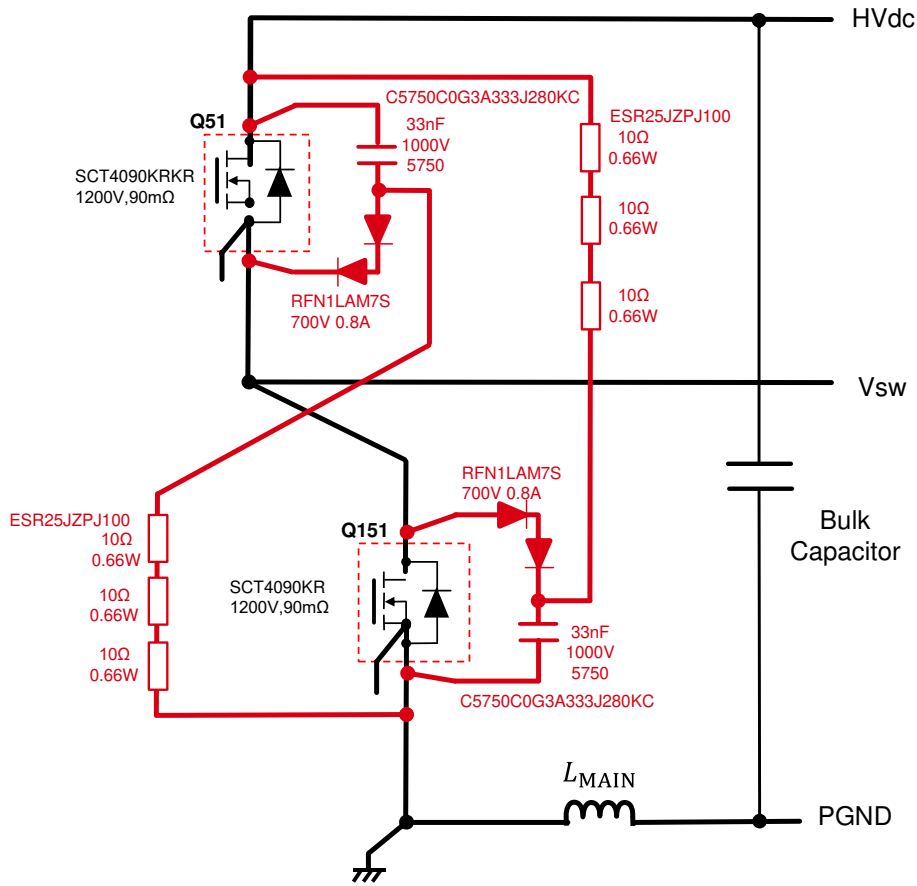 HVdc
C5750C0G3A333J280KC
ESR25JZPJ100
Q51
33nF
1000V
5750
10Ω
0.66W
SCT4090KRKR
1200V,90mΩ
10Ω
0.66W
RFN1LAM7S
700V 0.8A
10Ω
0.66W
Vsw
RFN1LAM7S
700V 0.8A
ESR25JZPJ100
10Ω
0.66W
Q151
Bulk
Capacitor
SCT4090KR
1200V,90mΩ
10Ω
0.66W
33nF
1000V
5750
10Ω
0.66W
C5750C0G3A333J280KC
LMAIN
PGND